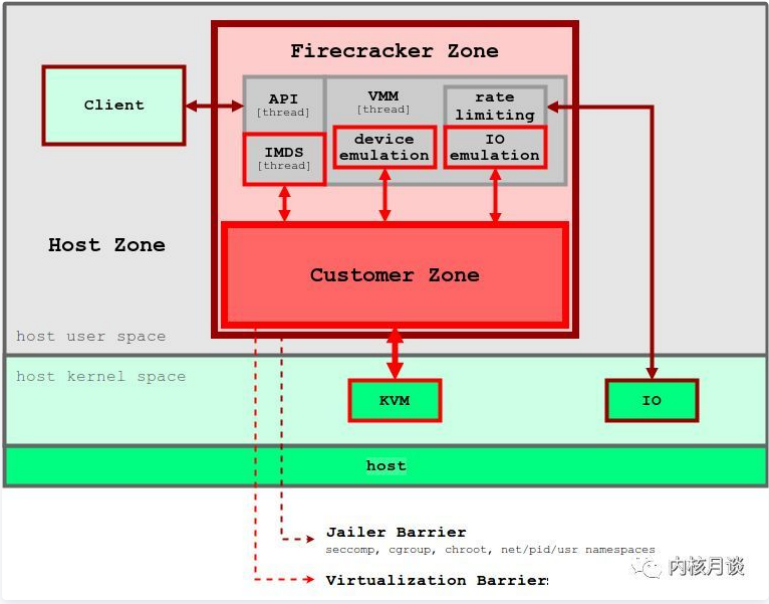 Firecracker Zone
Client
API
[thread]
VMM
[thread]
rate
limiting
IMDS
[thread]
device
emulation
IO
emulation
Host Zone
Customer Zone
host user space
host kernel space
KVM
IO
host
Jailer Barrier
seccomp, cgroup, chroot, net/pid/usr namespaces
内核月谈
Virtualization Barrier: